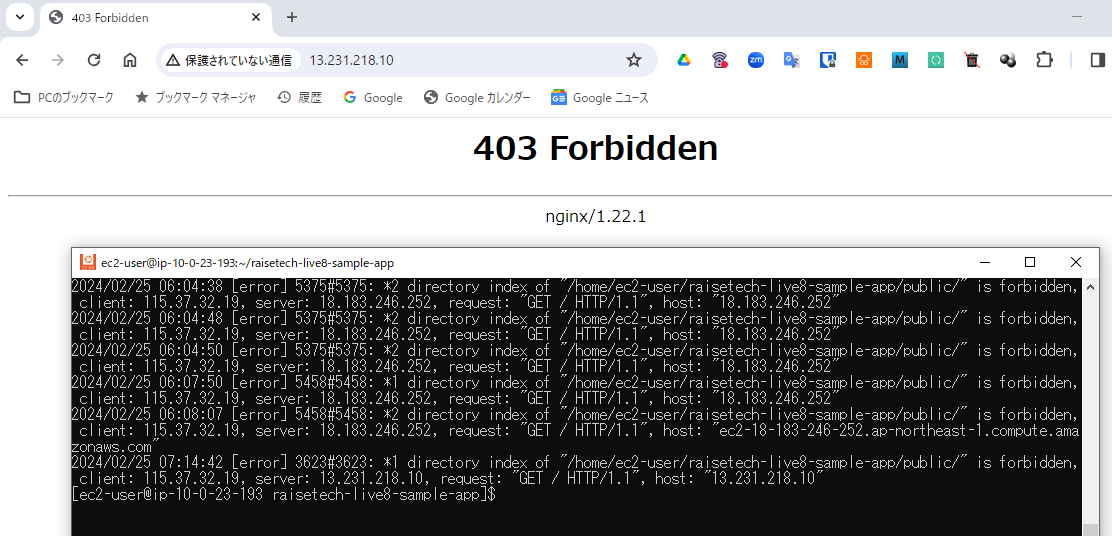 403 Forbidden
保護されていない通信 13.231.218.10
PCのブックマーク ブックマーク マネージャ 履歴 Google Google カレンダー Google ニュース
403 Forbidden
nginx/1.22.1
ec2-user@ip-10-0-23-193:~/raisetech-live8-sample-app
2024/02/25 06:04:38 [error] 5375#5375: *2 directory index of "/home/ec2-user/raisetech-live8-sample-app/public/" is forbidden,
client: 115.37.32.19, server: 18.183.246.252, request: "GET / HTTP/1.1", host: "18.183.246.252"
2024/02/25 06:04:48 [error] 5375#5375: *2 directory index of "/home/ec2-user/raisetech-live8-sample-app/public/" is forbidden,
client: 115.37.32.19, server: 18.183.246.252, request: "GET / HTTP/1.1", host: "18.183.246.252"
2024/02/25 06:04:50 [error] 5375#5375: *2 directory index of "/home/ec2-user/raisetech-live8-sample-app/public/" is forbidden,
client: 115.37.32.19, server: 18.183.246.252, request: "GET / HTTP/1.1", host: "18.183.246.252"
2024/02/25 06:07:50 [error] 5458#5458: *1 directory index of "/home/ec2-user/raisetech-live8-sample-app/public/" is forbidden,
client: 115.37.32.19, server: 18.183.246.252, request: "GET / HTTP/1.1", host: "18.183.246.252"
2024/02/25 06:08:07 [error] 5458#5458: *2 directory index of "/home/ec2-user/raisetech-live8-sample-app/public/" is forbidden,
client: 115.37.32.19, server: 18.183.246.252, request: "GET / HTTP/1.1", host: "ec2-18-183-246-252.ap-northeast-1.compute.ama
zonaws.com"
2024/02/25 07:14:42 [error] 3623#3623: *1 directory index of "/home/ec2-user/raisetech-live8-sample-app/public/" is forbidden,
client: 115.37.32.19, server: 13.231.218.10, request: "GET / HTTP/1.1", host: "13.231.218.10"
[ec2-user@ip-10-0-23-193 raisetech-live8-sample-app]$